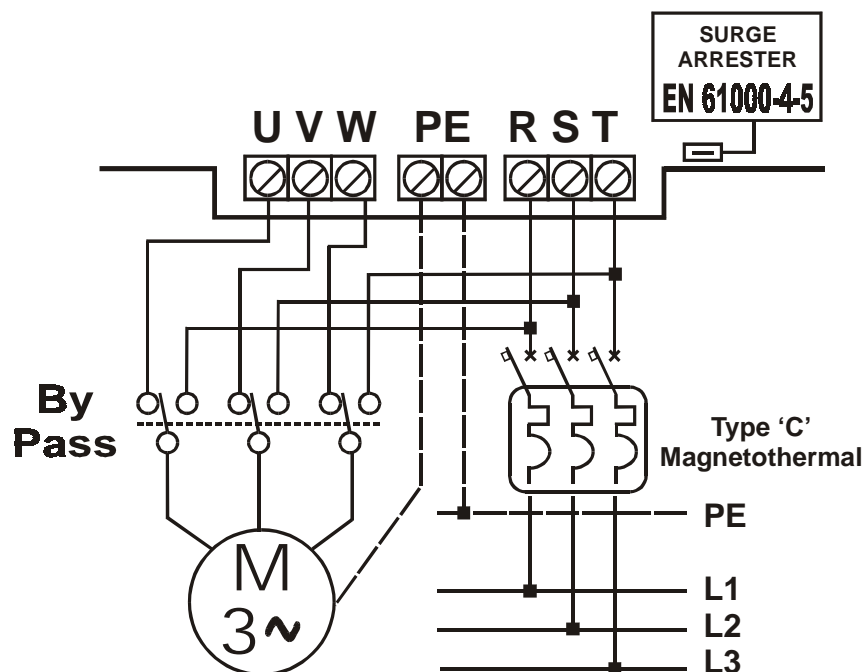 SURGE
ARRESTER
EN 61000-4-5
U V W PE R S T
By
Pass
Type ‘C’
Magnetothermal
PE
L1
L2
L3
M
3~